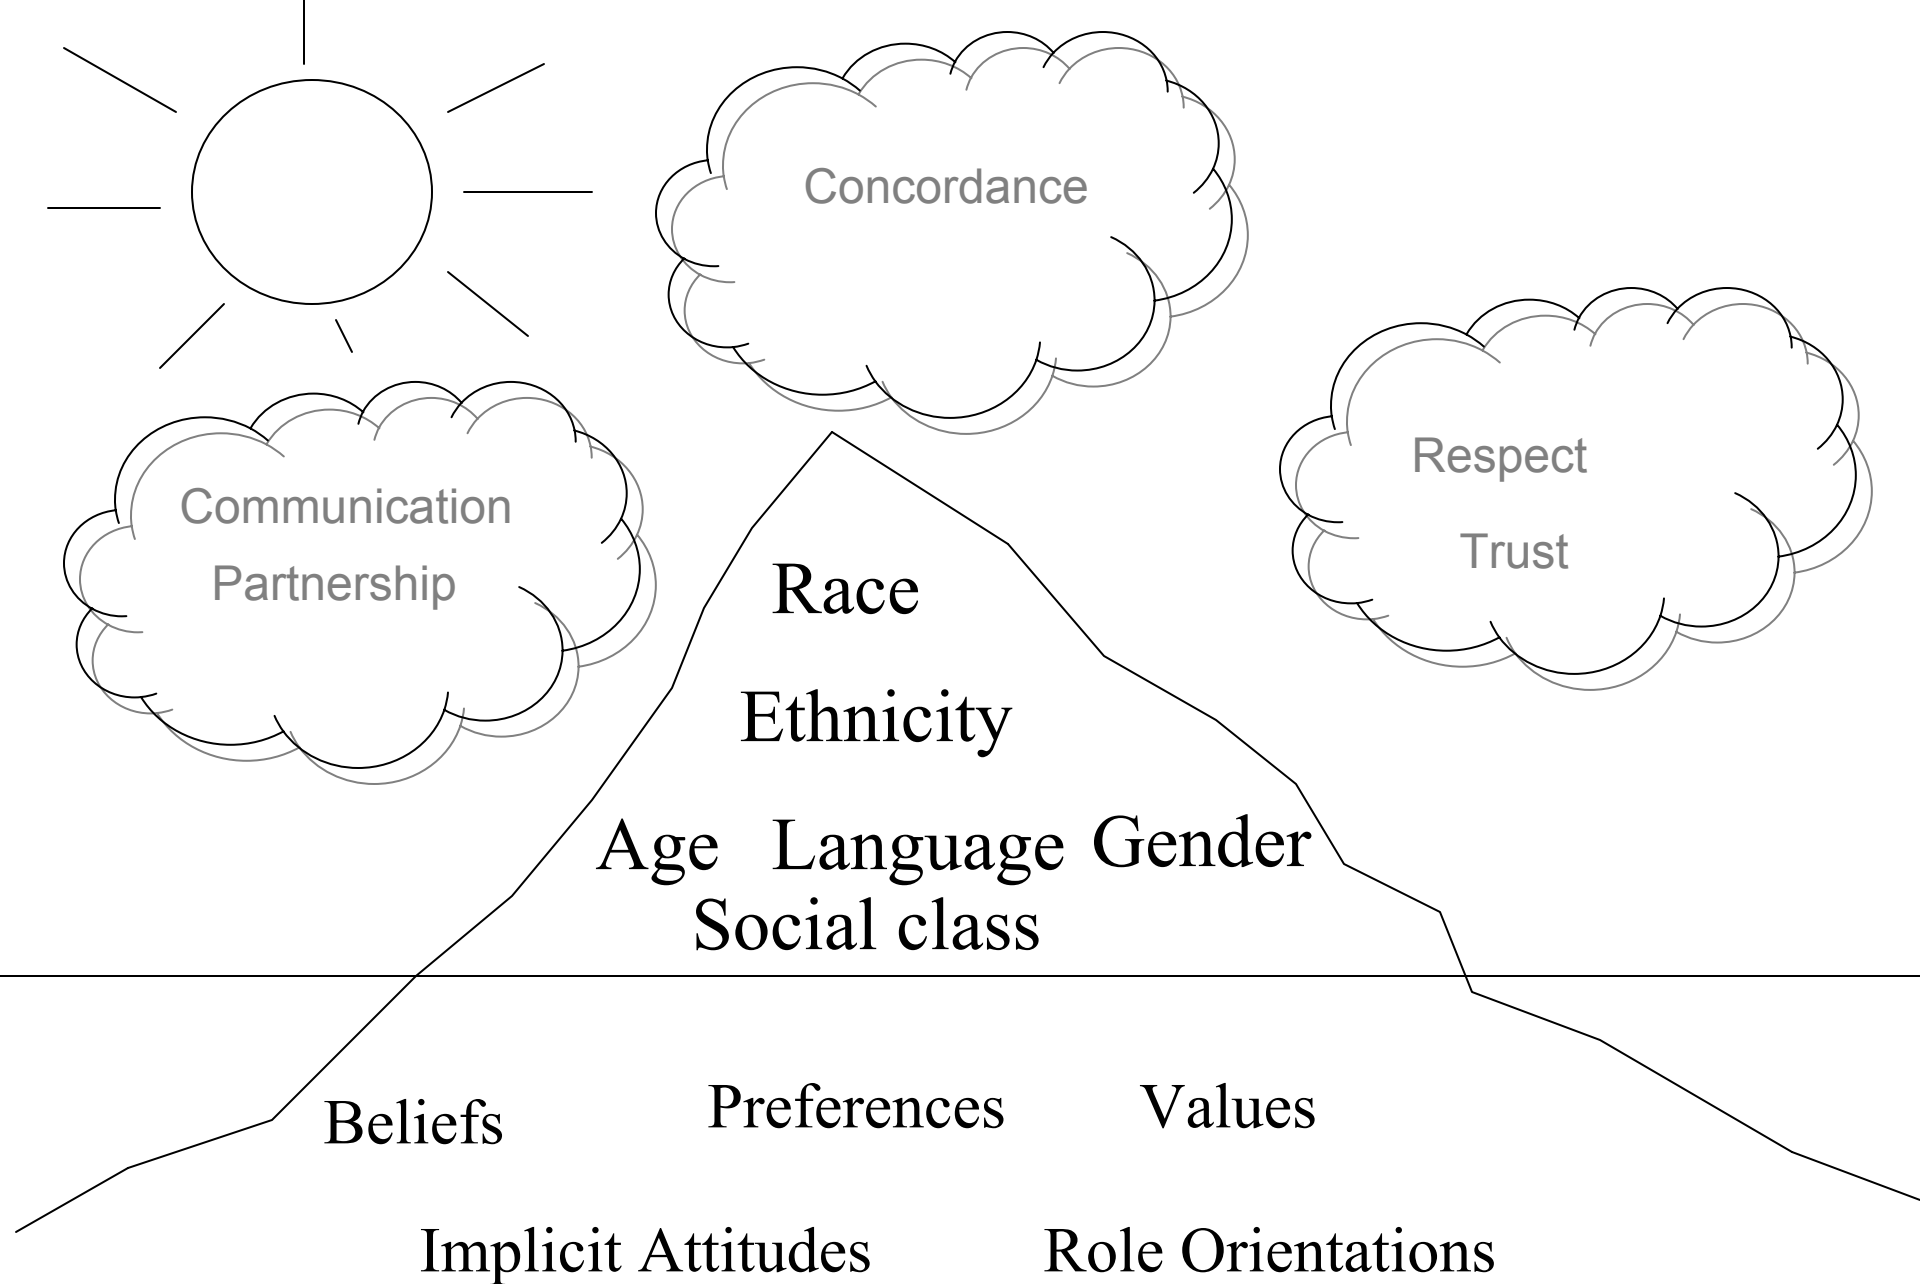 Concordance
Respect
Trust
Communication
Partnership
Race
Ethnicity
Age Language Gender
Social class
Beliefs Preferences Values
Implicit Attitudes Role Orientations